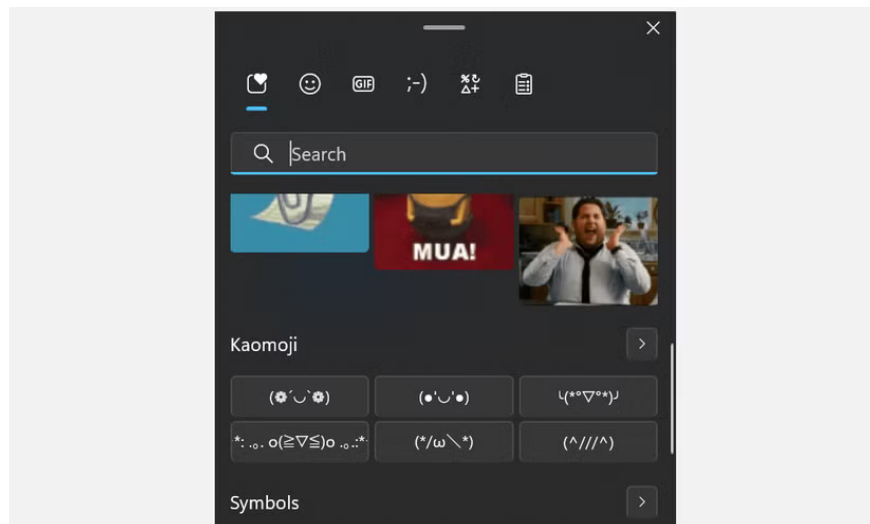 GIF
;-)
Search
MUA!
Kaomoji
(❁´◡`❁)
(●'◡'●)
╰(*°▽°*)╯
*: .｡. o(≧▽≦)o .｡.:*
(*/ω＼*)
(^///^)
Symbols